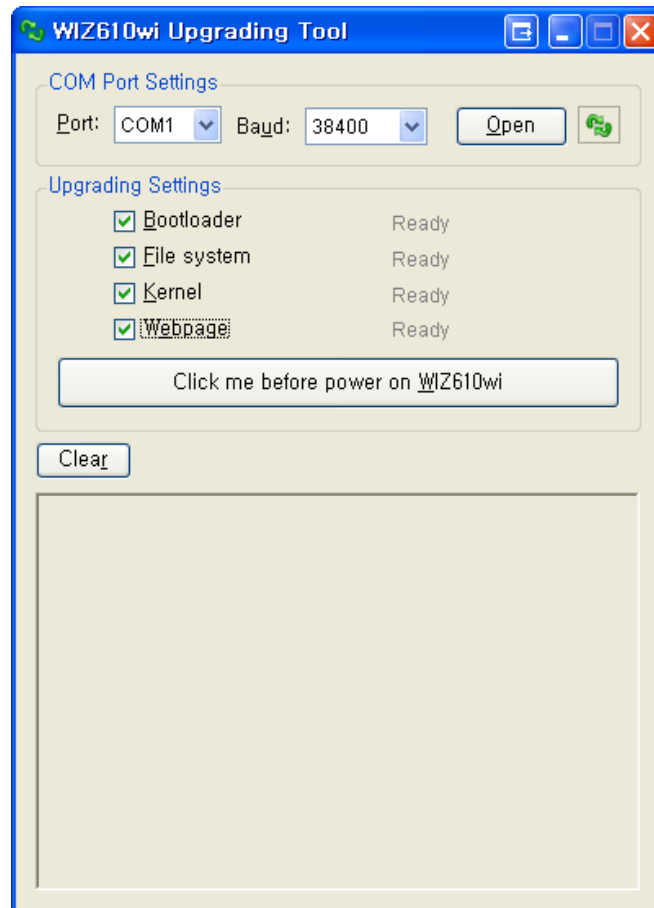 WIZ610wi Upgrading Tool
COM Port Settings
Port: COM1 Baud: 38400 Open
Upgrading Settings
Bootloader Ready
File system Ready
Kernel Ready
Webpage Ready
Click me before power on WIZ610wi
Clear